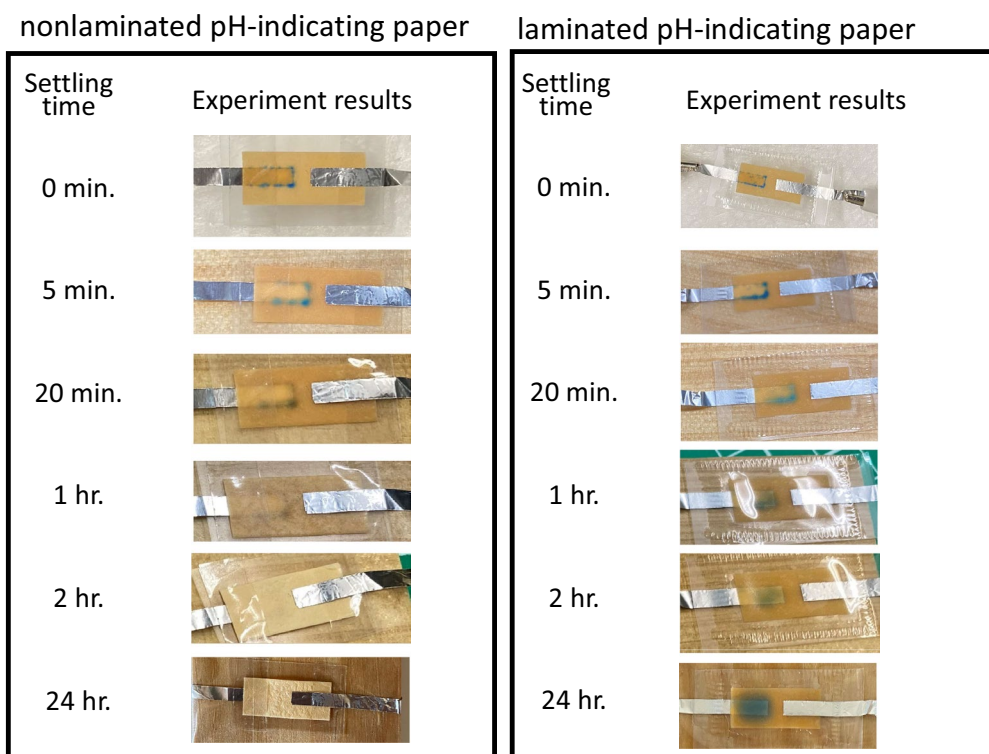 nonlaminated pH-indicating paper
Settling
time
Experiment results
0 min.
5 min.
20 min.
1 hr.
2 hr.
24 hr.
laminated pH-indicating paper
Settling
time
Experiment results
0 min.
5 min.
20 min.
1 hr.
2 hr.
24 hr.